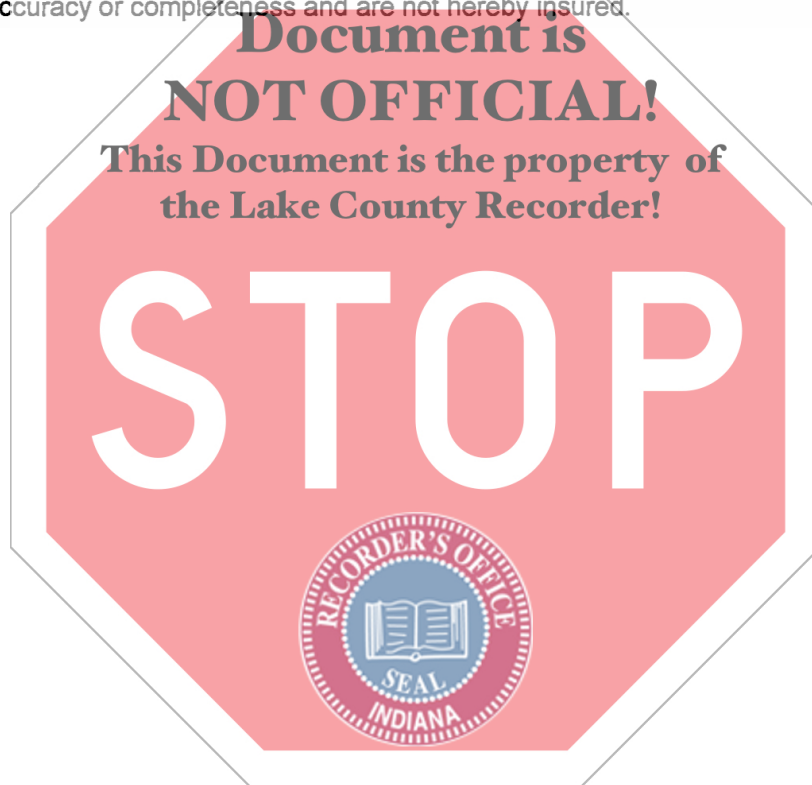 ccuracy or completeness and are not hereby insured.
Document is
NOT OFFICIAL!
This Document is the property of
the Lake County Recorder!
STOP
RECORDER'S OFFICE
SEAL
INDIANA